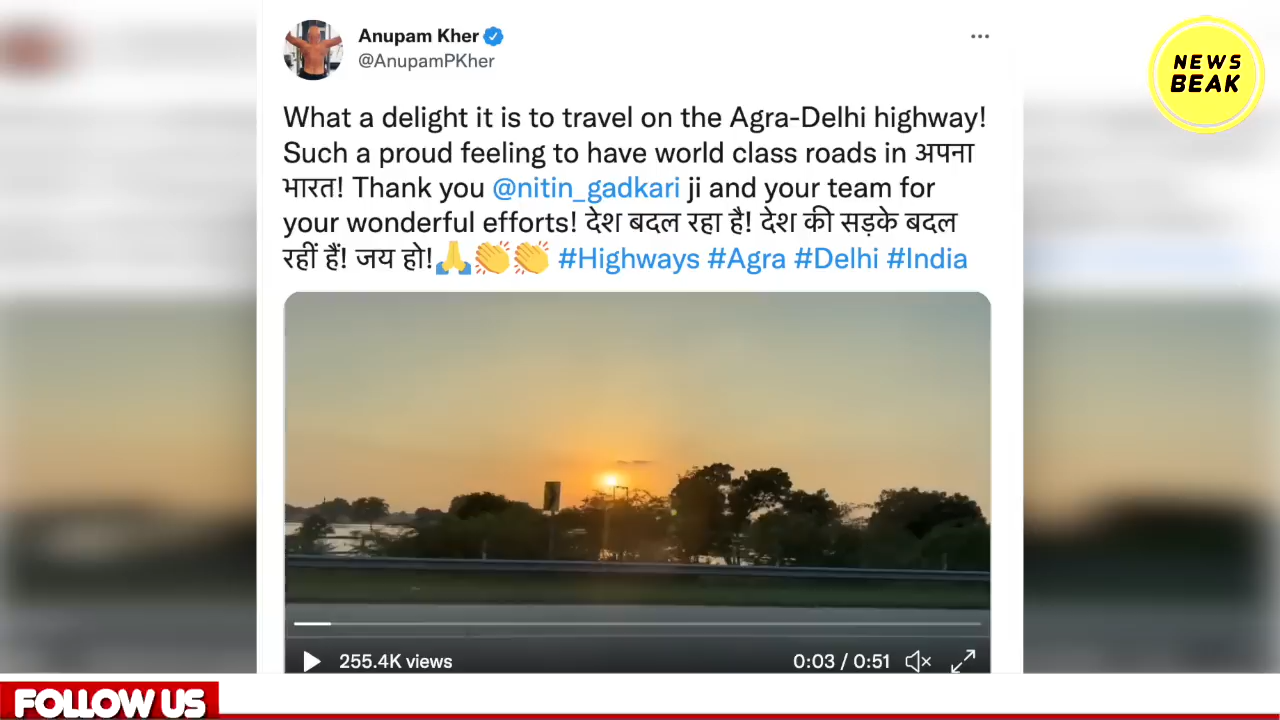 Anupam Kher
@AnupamPKher
NEWS
BEAK
What a delight it is to travel on the Agra-Delhi highway!
Such a proud feeling to have world class roads in अपना
भारत! Thank you @nitin_gadkari ji and your team for
your wonderful efforts! देश बदल रहा है! देश की सड़के बदल
रहीं हैं! जय हो!🙏👏👏 #Highways #Agra #Delhi #India
255.4K views
0:03 / 0:51
FOLLOW US